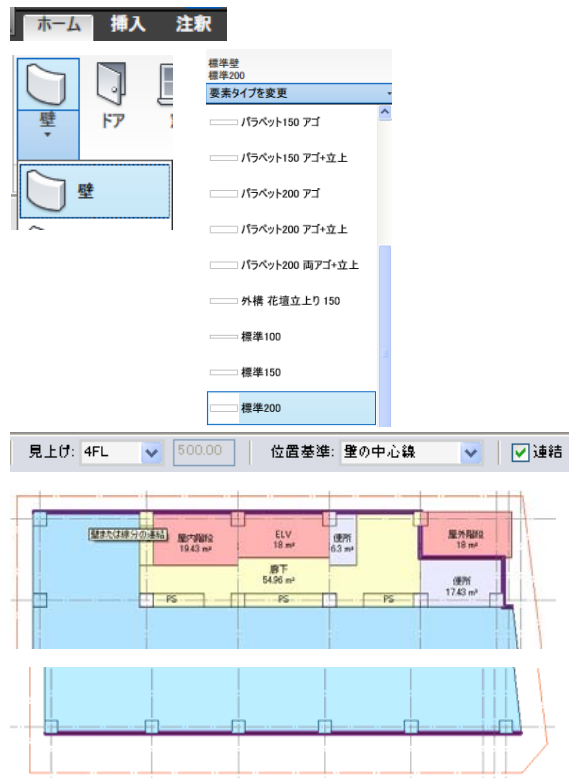 ホーム 挿入 注釈
壁 ドア
壁
標準壁
標準200
要素タイプを変更
パラペット150 アゴ
パラペット150 アゴ+立上
パラペット200 アゴ
パラペット200 アゴ+立上
パラペット200 両アゴ+立上
外構 花壇立上り 150
標準100
標準150
標準200
見上げ: 4FL 500.00 位置基準: 壁の中心線 連結
壁または線分の連結
屋内階段
19.43 m²
ELV
18 m²
便所
6.3 m²
屋外階段
18 m²
廊下
54.96 m²
便所
17.43 m²
PS PS PS